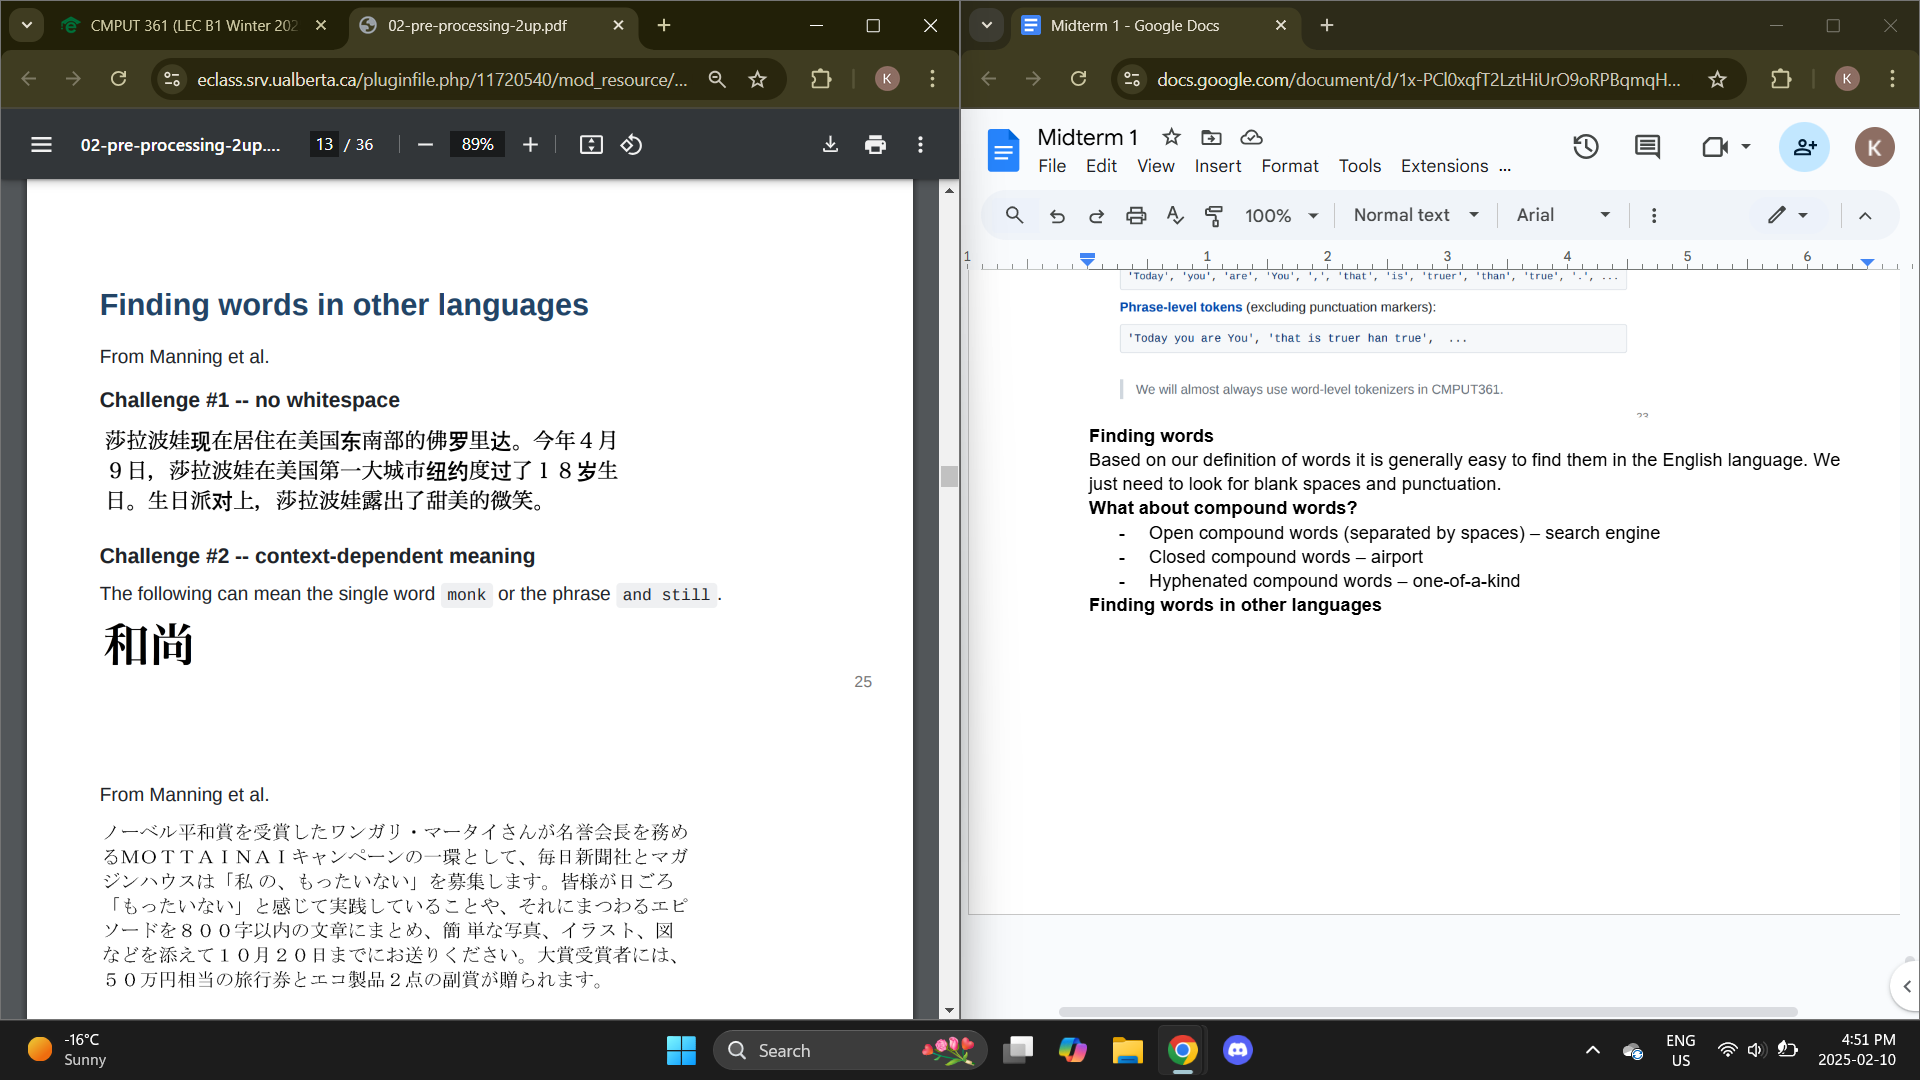 CMPUT 361 (LEC B1 Winter 202
02-pre-processing-2up.pdf
eclass.srv.ualberta.ca/pluginfile.php/11720540/mod_resource/...
K
02-pre-processing-2up....
13 / 36
89%
Finding words in other languages
From Manning et al.
Challenge #1 -- no whitespace
莎拉波娃现在居住在美国东南部的佛罗里达。今年４月
９日，莎拉波娃在美国第一大城市纽约度过了１８岁生
日。生日派对上，莎拉波娃露出了甜美的微笑。
Challenge #2 -- context-dependent meaning
The following can mean the single word monk or the phrase and still .
和尚
25
From Manning et al.
ノーベル平和賞を受賞したワンガリ・マータイさんが名誉会長を務め
るＭＯＴＴＡＩＮＡＩキャンペーンの一環として、毎日新聞社とマガ
ジンハウスは「私 の、もったいない」を募集します。皆様が日ごろ
「もったいない」と感じて実践していることや、それにまつわるエピ
ソードを８００字以内の文章にまとめ、簡 単な写真、イラスト、図
などを添えて１０月２０日までにお送りください。大賞受賞者には、
５０万円相当の旅行券とエコ製品２点の副賞が贈られます。
Midterm 1 - Google Docs
docs.google.com/document/d/1x-PCl0xqfT2LztHiUrO9oRPBqmqH...
K
Midterm 1
K
File Edit View Insert Format Tools Extensions ...
100% Normal text Arial
1 1 2 3 4 5 6
'Today', 'you', 'are', 'You', ',', 'that', 'is', 'truer', 'than', 'true', '.', ...
Phrase-level tokens (excluding punctuation markers):
'Today you are You', 'that is truer han true', ...
We will almost always use word-level tokenizers in CMPUT361.
23
Finding words
Based on our definition of words it is generally easy to find them in the English language. We
just need to look for blank spaces and punctuation.
What about compound words?
- Open compound words (separated by spaces) – search engine
- Closed compound words – airport
- Hyphenated compound words – one-of-a-kind
Finding words in other languages
-16°C
Sunny
Search
ENG
US
4:51 PM
2025-02-10